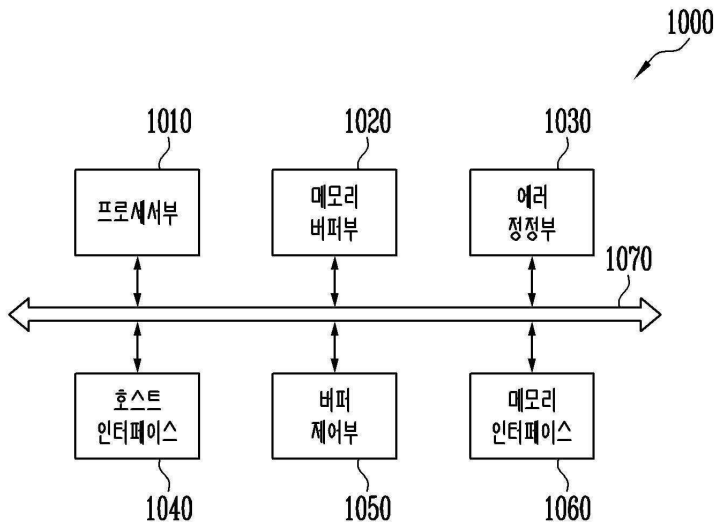 1000
1010
1020
1030
프로세서부
메모리
버퍼부
에러
정정부
1070
호스트
인터페이스
버퍼
제어부
메모리
인터페이스
1040
1050
1060